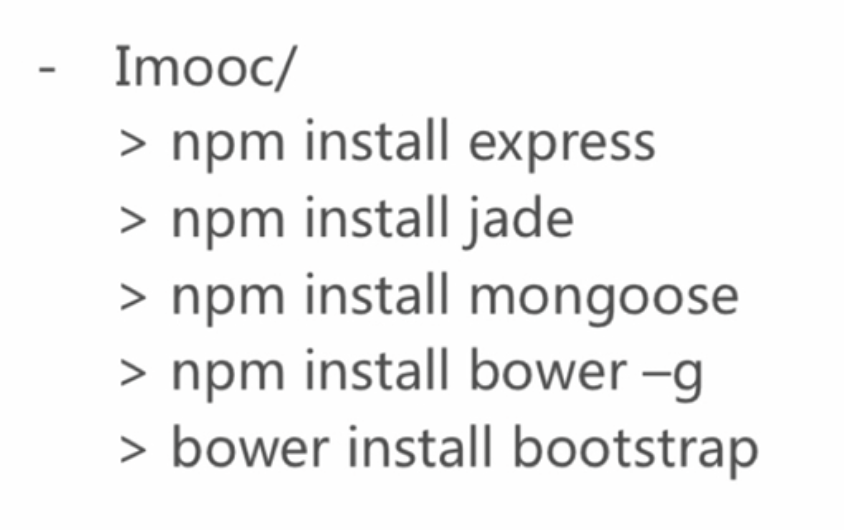 - Imooc/
> npm install express
> npm install jade
> npm install mongoose
> npm install bower –g
> bower install bootstrap